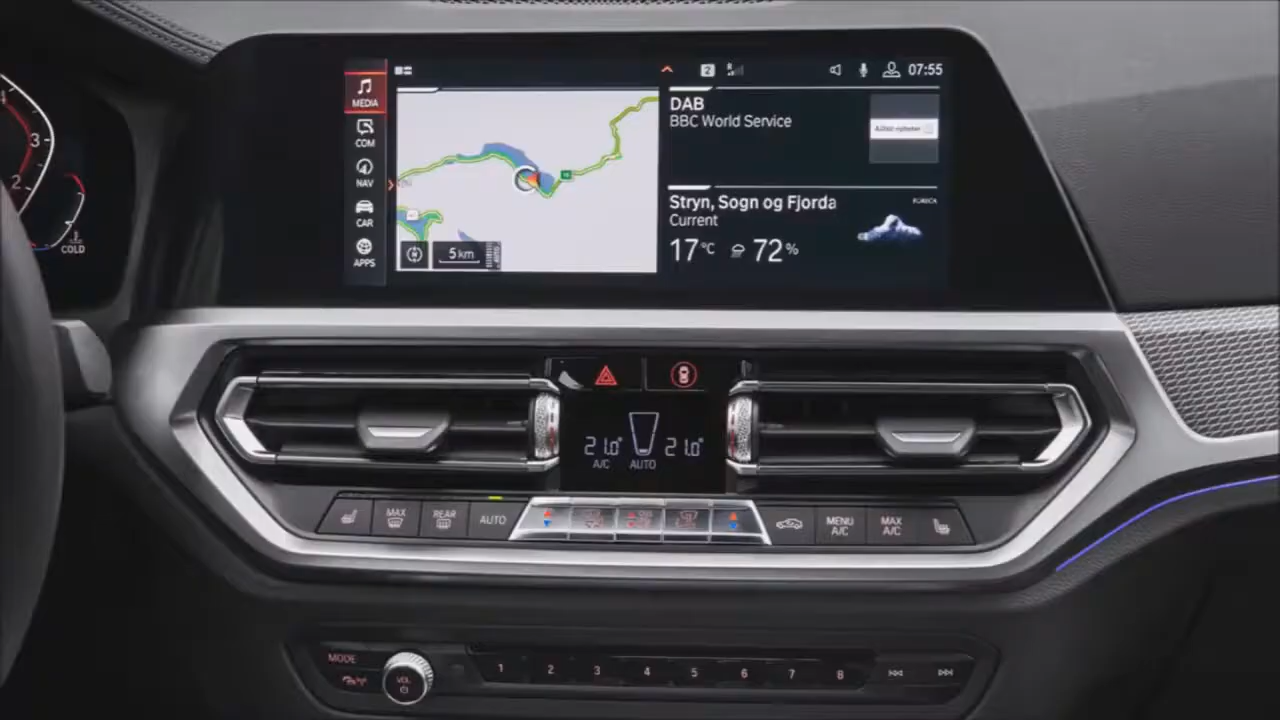 2
07:55
MEDIA
COM
NAV
CAR
APPS
5 km
DAB
BBC World Service
Stryn, Sogn og Fjorda
Current
17°C 72%
4
3
2
COLD
21.0° 21.0°
A/C AUTO
MAX
REAR
AUTO
MENU
A/C
MAX
A/C
MODE
VOL
1 2 3 4 5 6 7 8